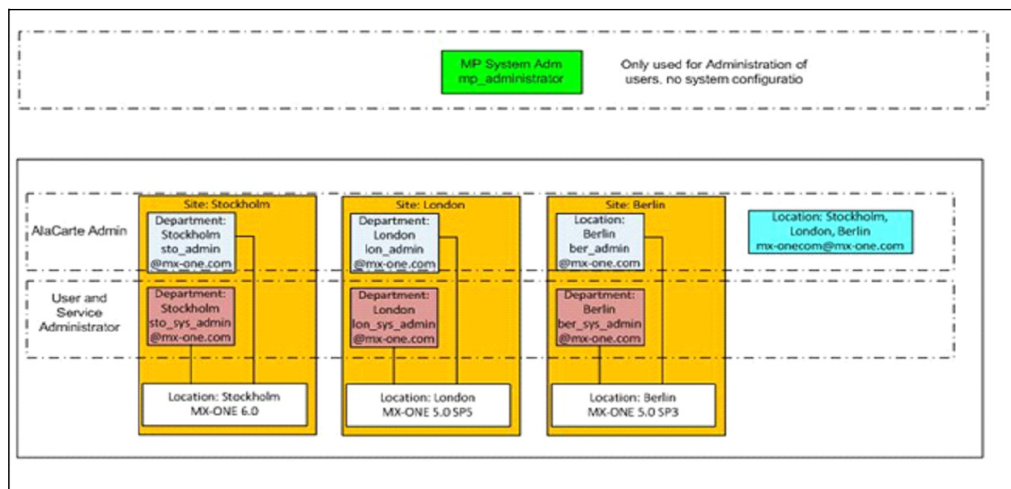 MP System Adm
mp_administrator
Only used for Administration of
users, no system configuratio
AlaCarte Admin
User and
Service
Administrator
Site: Stockholm
Department:
Stockholm
sto_admin
@mx-one.com
Department:
Stockholm
sto_sys_admin
@mx-one.com
Location: Stockholm
MX-ONE 6.0
Site: London
Department:
London
lon_admin
@mx-one.com
Department:
London
lon_sys_admin
@mx-one.com
Location: London
MX-ONE 5.0 SP5
Site: Berlin
Location:
Berlin
ber_admin
@mx-one.com
Department:
Berlin
ber_sys_admin
@mx-one.com
Location: Berlin
MX-ONE 5.0 SP3
Location: Stockholm,
London, Berlin
mx-onecom@mx-one.com